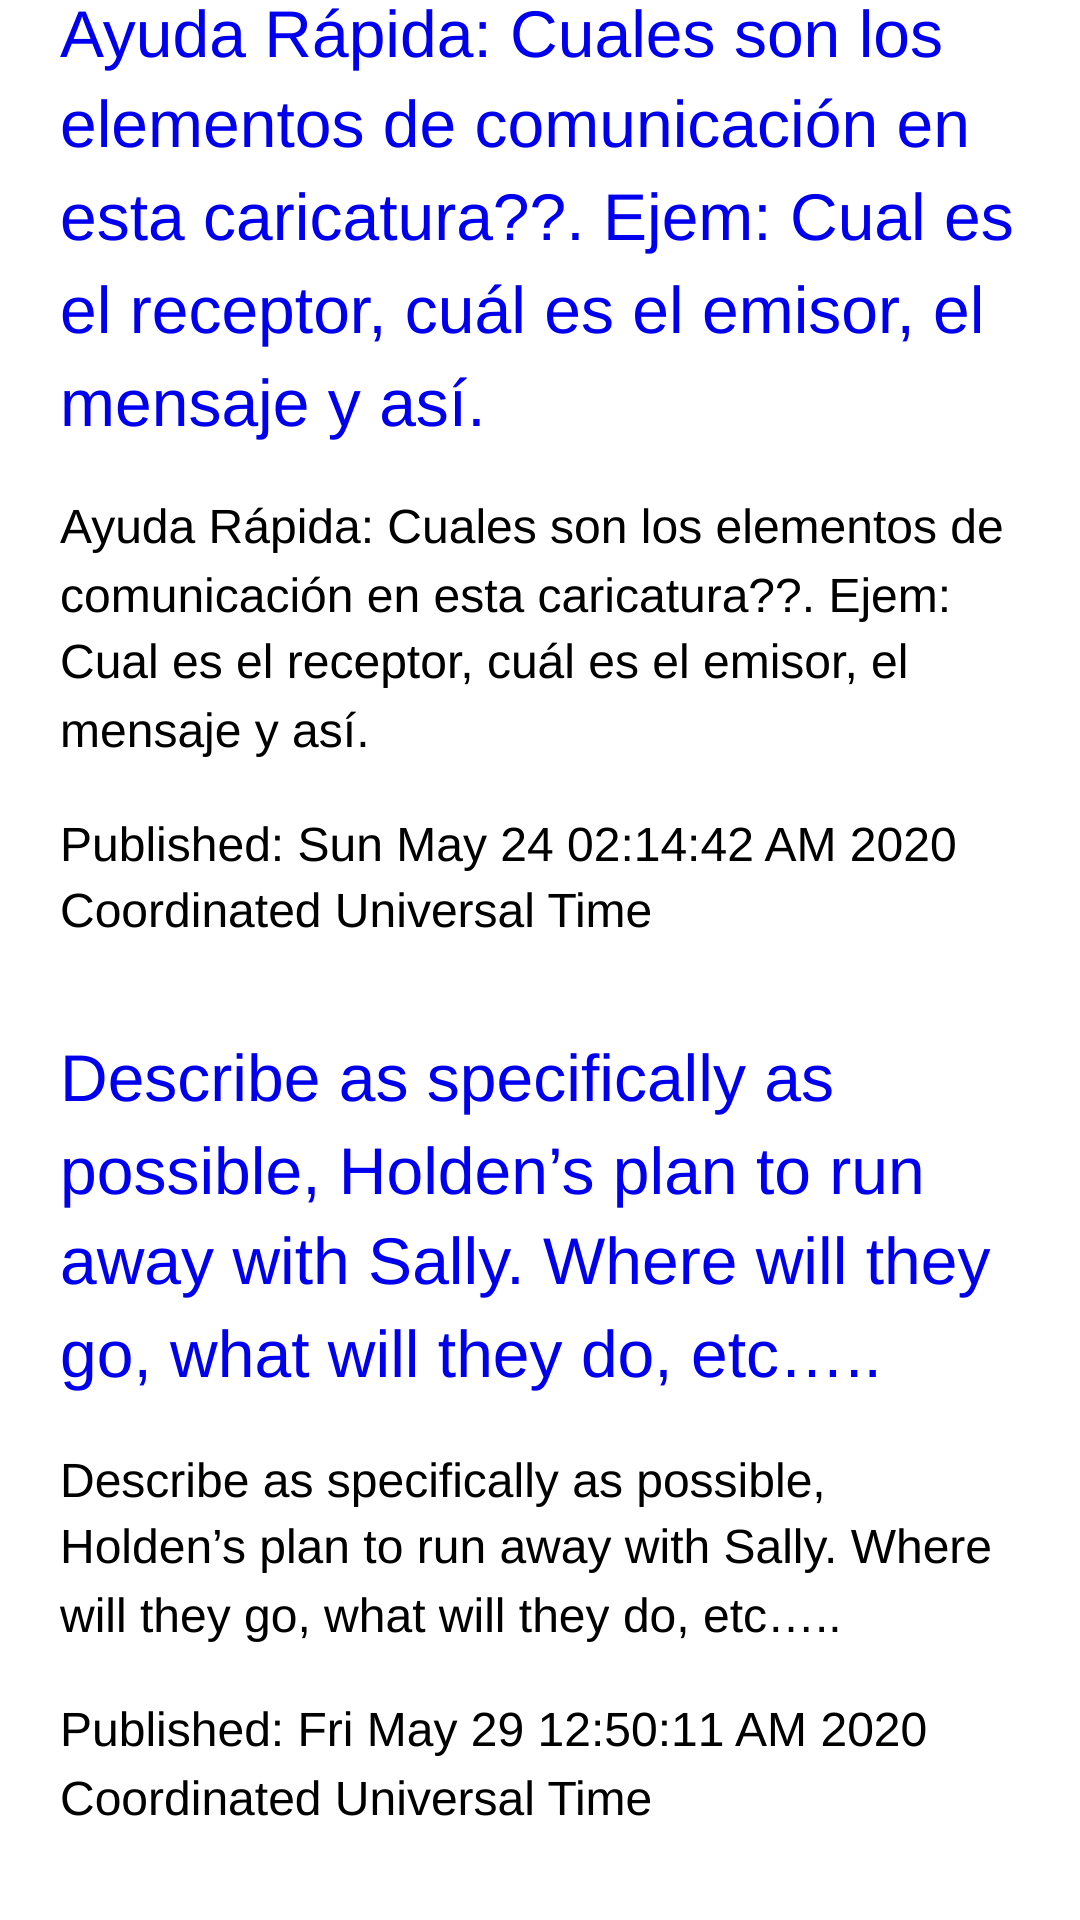 Ayuda Rápida: Cuales son los
elementos de comunicación en
esta caricatura??. Ejem: Cual es
el receptor, cuál es el emisor, el
mensaje y así.
Ayuda Rápida: Cuales son los elementos de
comunicación en esta caricatura??. Ejem:
Cual es el receptor, cuál es el emisor, el
mensaje y así.
Published: Sun May 24 02:14:42 AM 2020
Coordinated Universal Time
Describe as specifically as
possible, Holden’s plan to run
away with Sally. Where will they
go, what will they do, etc…..
Describe as specifically as possible,
Holden’s plan to run away with Sally. Where
will they go, what will they do, etc…..
Published: Fri May 29 12:50:11 AM 2020
Coordinated Universal Time